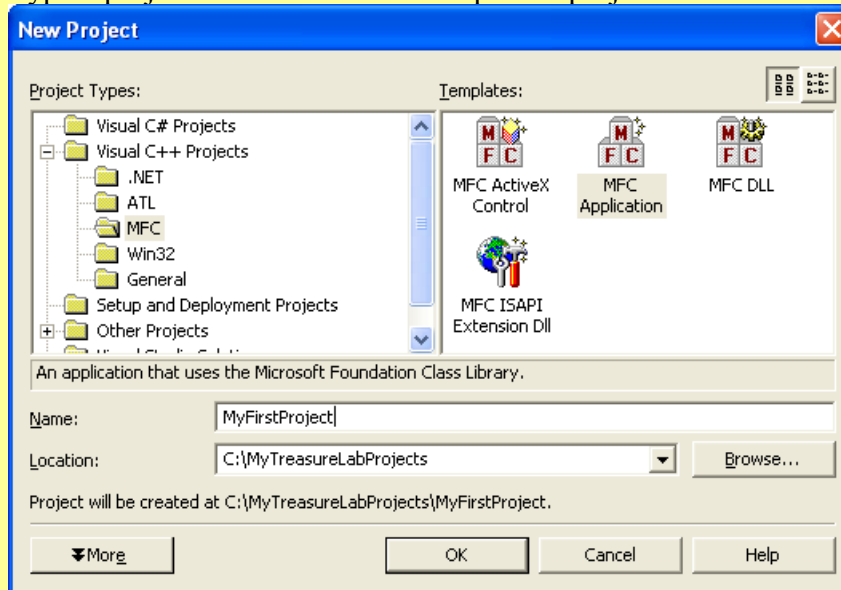 New Project
Project Types:
Templates:
Visual C# Projects
Visual C++ Projects
.NET
ATL
MFC
Win32
General
Setup and Deployment Projects
Other Projects
MFC ActiveX
Control
MFC
Application
MFC DLL
MFC ISAPI
Extension Dll
An application that uses the Microsoft Foundation Class Library.
Name:
MyFirstProject
Location:
C:\MyTreasureLabProjects
Browse...
Project will be created at C:\MyTreasureLabProjects\MyFirstProject.
More
OK
Cancel
Help